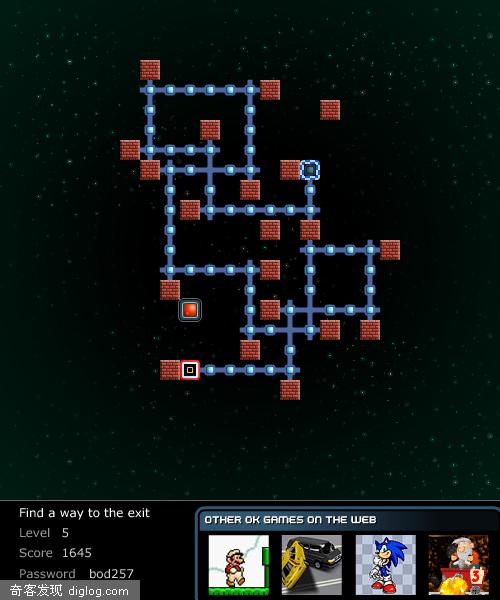 Find a way to the exit
Level 5
Score 1645
Password bod257
OTHER OK GAMES ON THE WEB
3
奇客发现 diglog.com